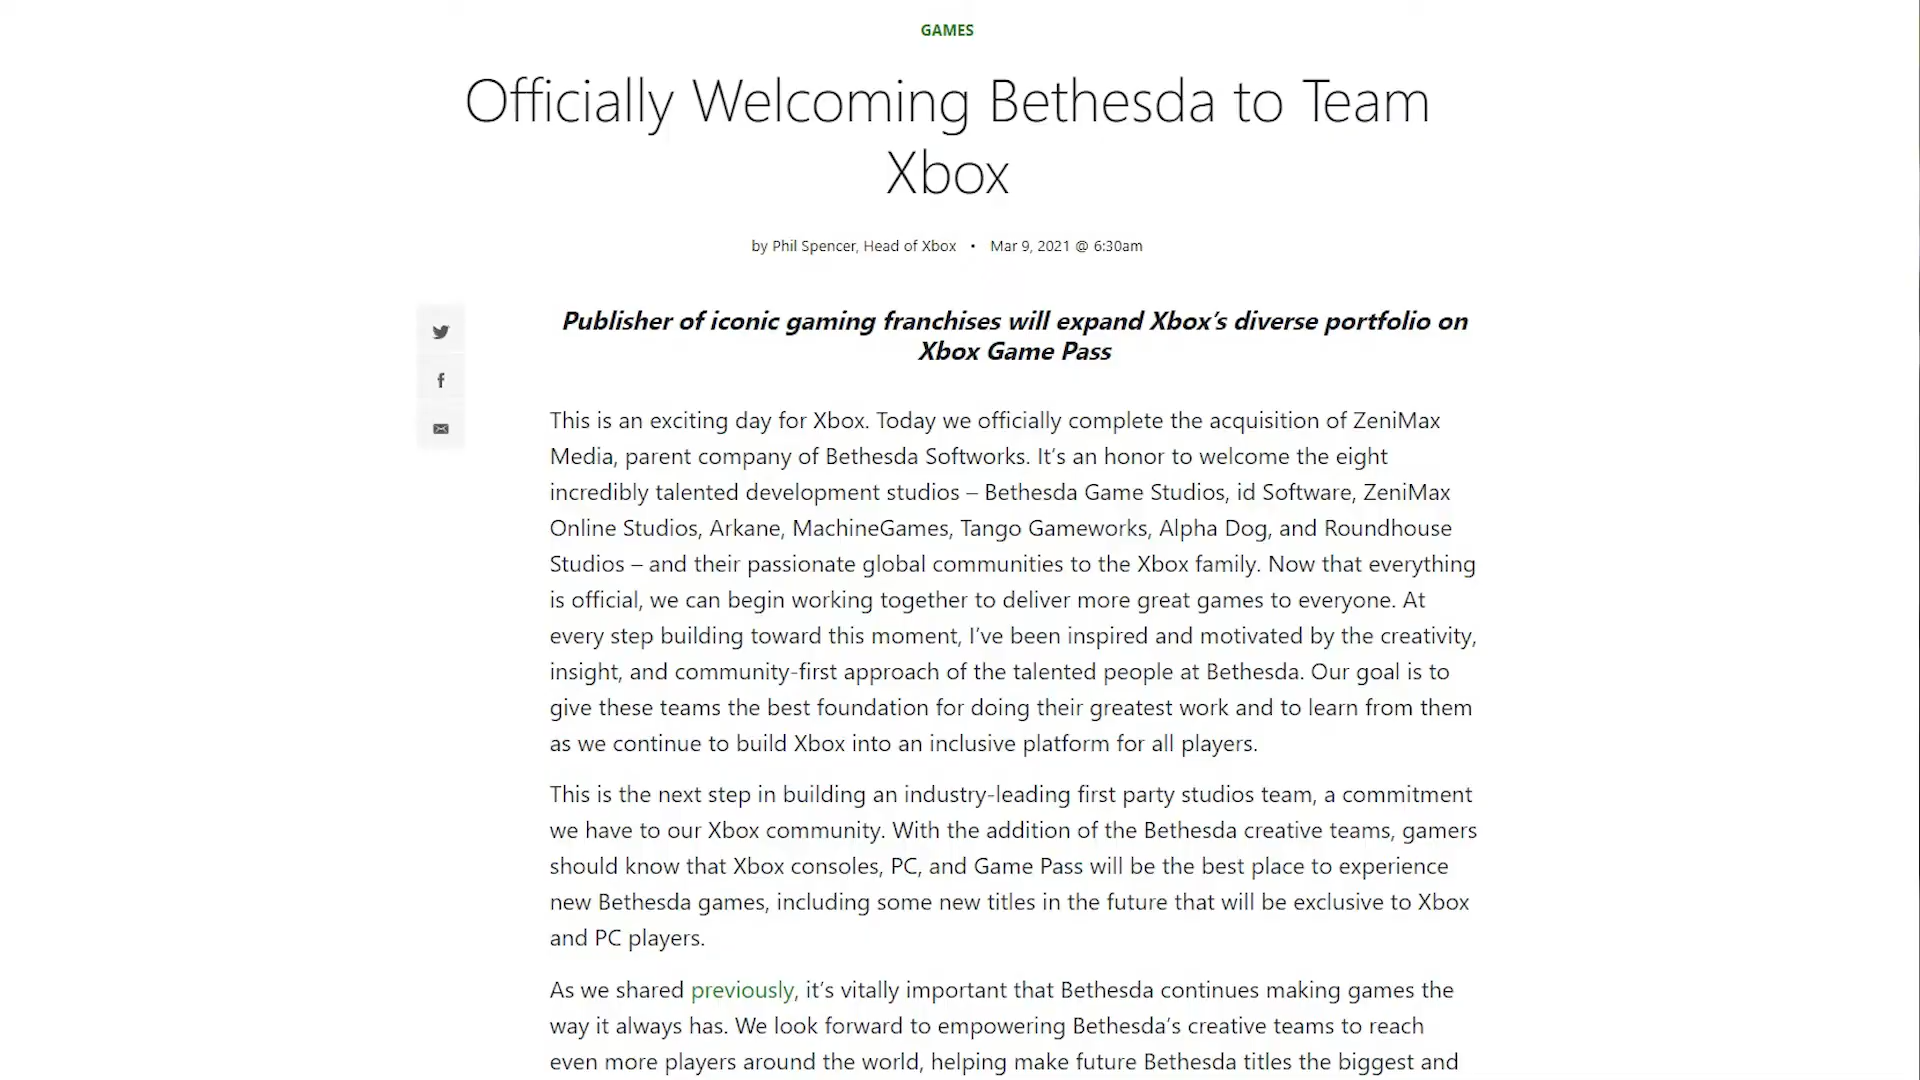 GAMES
Officially Welcoming Bethesda to Team
Xbox
by Phil Spencer, Head of Xbox • Mar 9, 2021 @ 6:30am
Publisher of iconic gaming franchises will expand Xbox’s diverse portfolio on
Xbox Game Pass
This is an exciting day for Xbox. Today we officially complete the acquisition of ZeniMax
Media, parent company of Bethesda Softworks. It’s an honor to welcome the eight
incredibly talented development studios – Bethesda Game Studios, id Software, ZeniMax
Online Studios, Arkane, MachineGames, Tango Gameworks, Alpha Dog, and Roundhouse
Studios – and their passionate global communities to the Xbox family. Now that everything
is official, we can begin working together to deliver more great games to everyone. At
every step building toward this moment, I’ve been inspired and motivated by the creativity,
insight, and community-first approach of the talented people at Bethesda. Our goal is to
give these teams the best foundation for doing their greatest work and to learn from them
as we continue to build Xbox into an inclusive platform for all players.
This is the next step in building an industry-leading first party studios team, a commitment
we have to our Xbox community. With the addition of the Bethesda creative teams, gamers
should know that Xbox consoles, PC, and Game Pass will be the best place to experience
new Bethesda games, including some new titles in the future that will be exclusive to Xbox
and PC players.
As we shared previously, it’s vitally important that Bethesda continues making games the
way it always has. We look forward to empowering Bethesda’s creative teams to reach
even more players around the world, helping make future Bethesda titles the biggest and